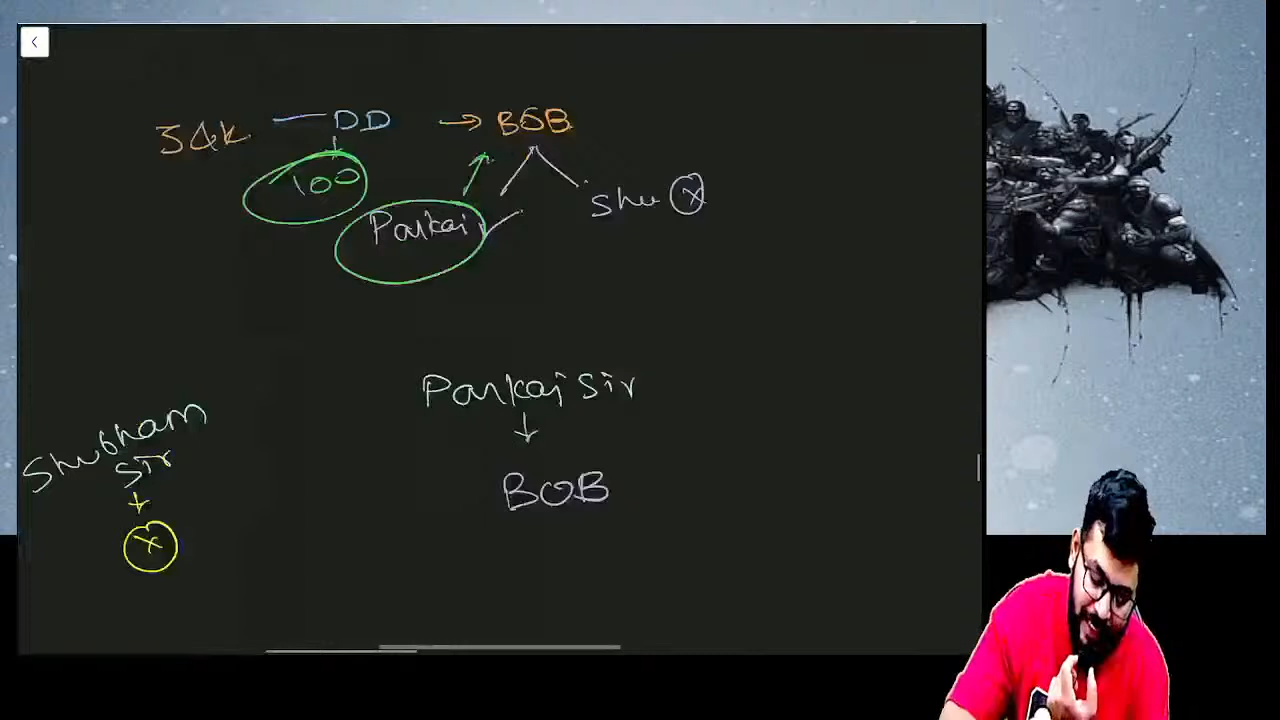 34k — DD → BOB
100
Pankaj ✓
Shu ⓧ
Pankaj Sir
↓
BOB
Shubham
Sir
↓
ⓧ